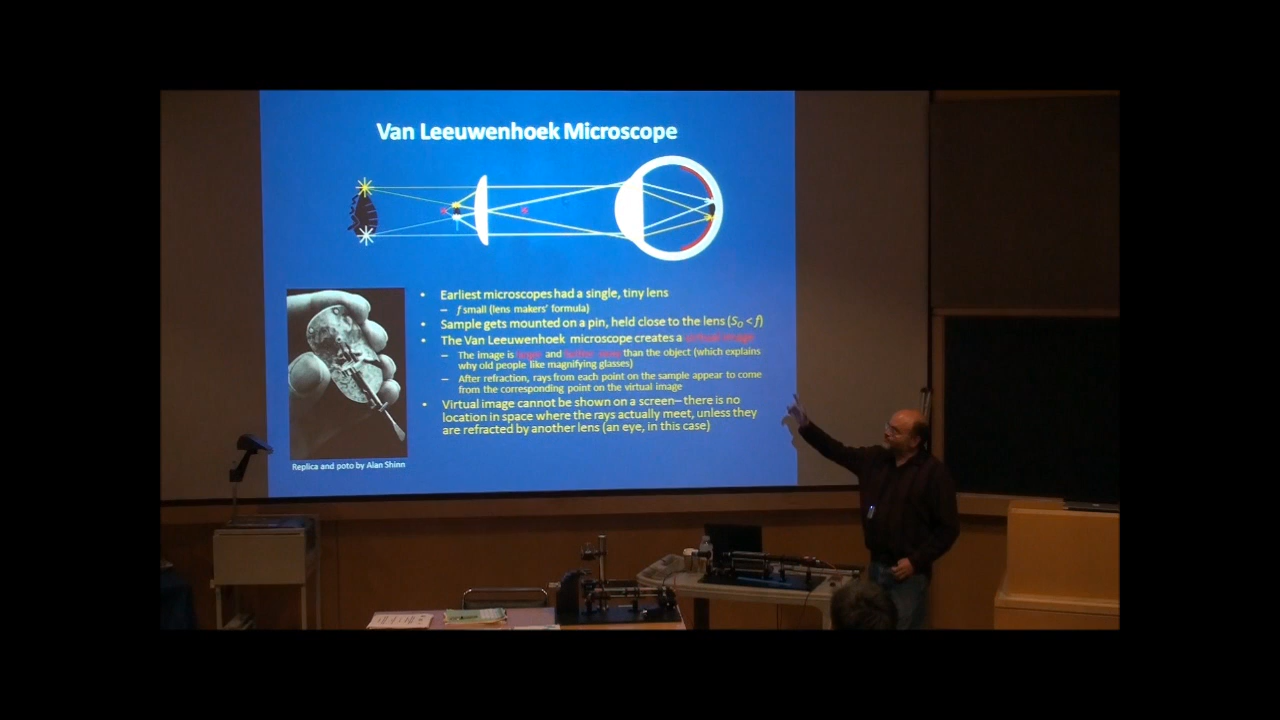 Van Leeuwenhoek Microscope
• Earliest microscopes had a single, tiny lens
– f small (lens makers' formula)
• Sample gets mounted on a pin, held close to the lens (SO < f)
• The Van Leeuwenhoek microscope creates a virtual image
– The image is larger and than the object (which explains
why old people like magnifying glasses)
– After refraction, rays from each point on the sample appear to come
from the corresponding point on the virtual image
• Virtual image cannot be shown on a screen– there is no
location in space where the rays actually meet, unless they
are refracted by another lens (an eye, in this case)
Replica and poto by Alan Shinn